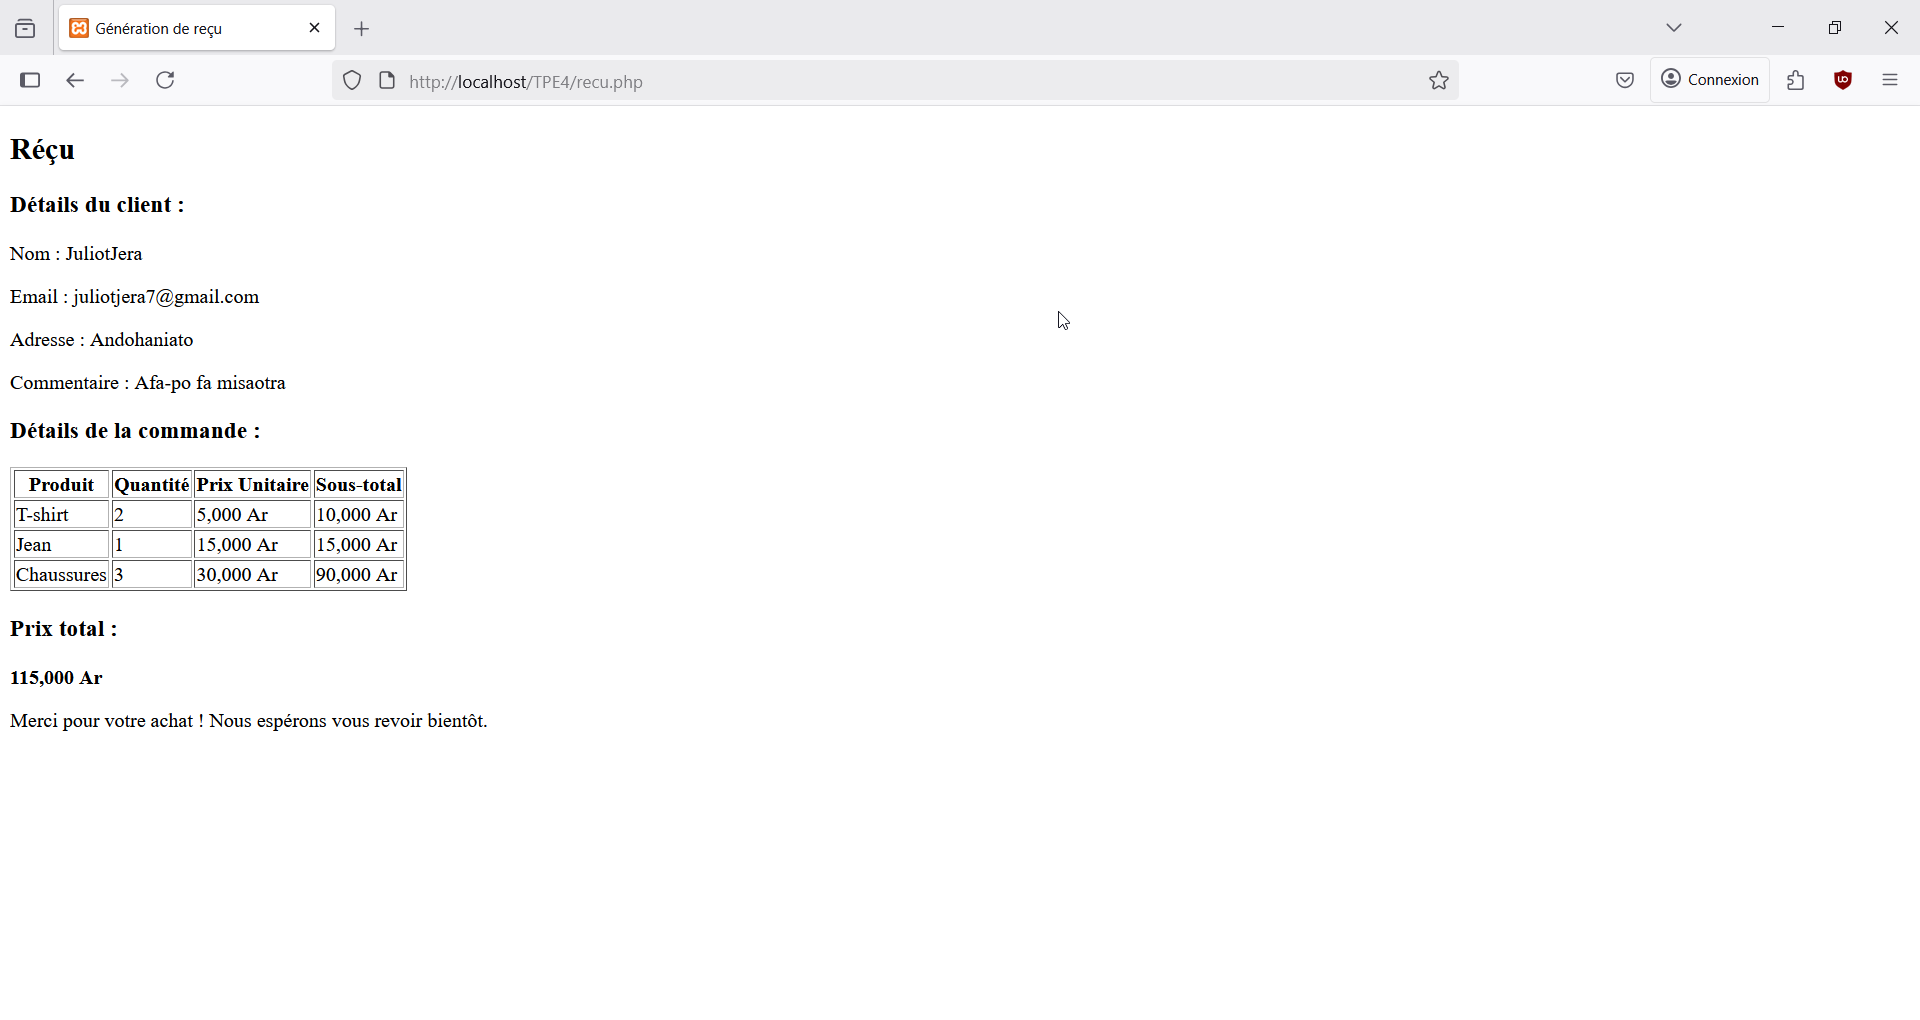 Génération de reçu
http://localhost/TPE4/recu.php
Connexion
Réçu
Détails du client :
Nom : JuliotJera
Email : juliotjera7@gmail.com
Adresse : Andohaniato
Commentaire : Afa-po fa misaotra
Détails de la commande :
Produit Quantité Prix Unitaire Sous-total
T-shirt 2 5,000 Ar 10,000 Ar
Jean 1 15,000 Ar 15,000 Ar
Chaussures 3 30,000 Ar 90,000 Ar
Prix total :
115,000 Ar
Merci pour votre achat ! Nous espérons vous revoir bientôt.